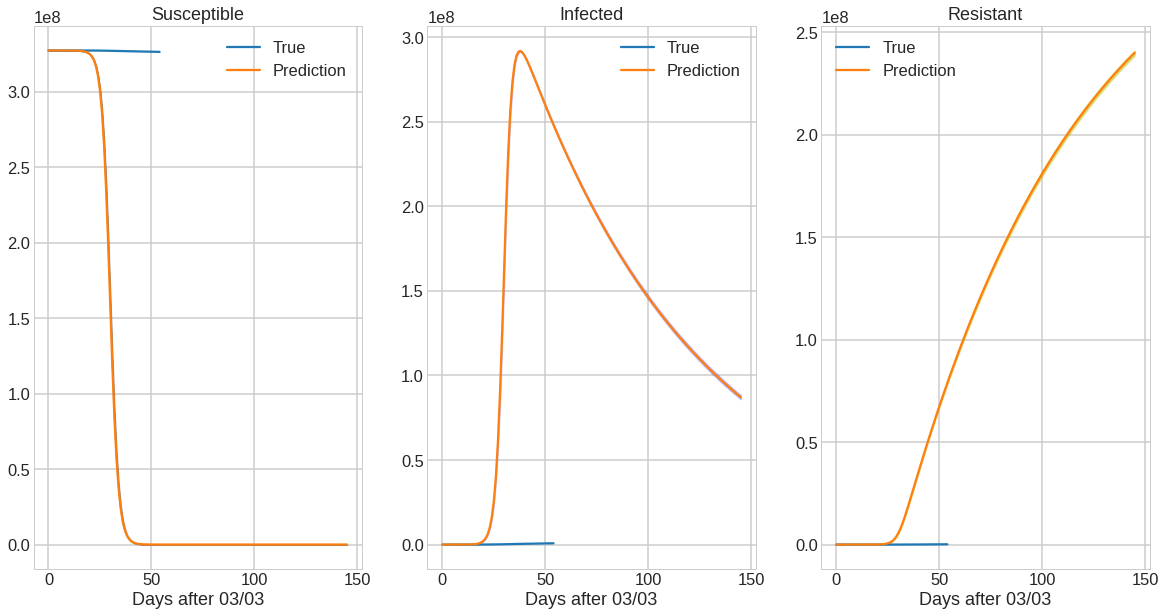 Susceptible
1e8
True
Prediction
3.0
2.5
2.0
1.5
1.0
0.5
0.0
0 50 100 150
Days after 03/03
Infected
1e8
True
Prediction
3.0
2.5
2.0
1.5
1.0
0.5
0.0
0 50 100 150
Days after 03/03
Resistant
1e8
True
Prediction
2.5
2.0
1.5
1.0
0.5
0.0
0 50 100 150
Days after 03/03